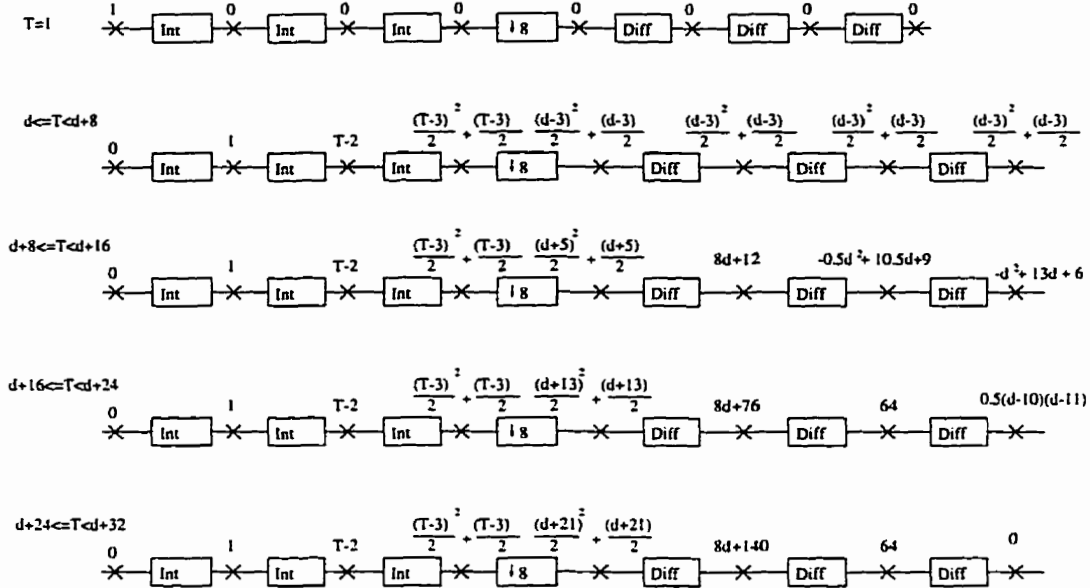 1 0 0 0 0 0 0 0
T=1 Int Int Int ↓8 Diff Diff Diff
d<=T<d+8
0 1 T-2 (T-3)²/2 + (T-3)/2 (d-3)²/2 + (d-3)/2 (d-3)²/2 + (d-3)/2 (d-3)²/2 + (d-3)/2 (d-3)²/2 + (d-3)/2
Int Int Int ↓8 Diff Diff Diff
d+8<=T<d+16
0 1 T-2 (T-3)²/2 + (T-3)/2 (d+5)²/2 + (d+5)/2 8d+12 -0.5d²+ 10.5d+9 -d²+ 13d + 6
Int Int Int ↓8 Diff Diff Diff
d+16<=T<d+24
0 1 T-2 (T-3)²/2 + (T-3)/2 (d+13)²/2 + (d+13)/2 8d+76 64 0.5(d-10)(d-11)
Int Int Int ↓8 Diff Diff Diff
d+24<=T<d+32
0 1 T-2 (T-3)²/2 + (T-3)/2 (d+21)²/2 + (d+21)/2 8d+140 64 0
Int Int Int ↓8 Diff Diff Diff